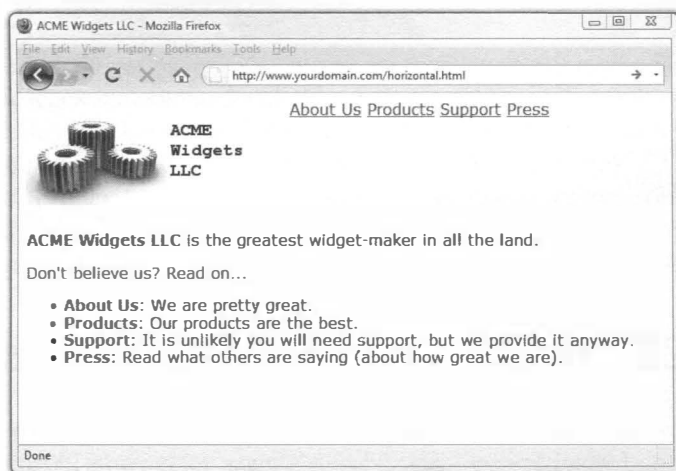 ACME Widgets LLC - Mozilla Firefox
File Edit View History Bookmarks Tools Help
http://www.yourdomain.com/horizontal.html
About Us Products Support Press
ACME
Widgets
LLC
ACME Widgets LLC is the greatest widget-maker in all the land.
Don't believe us? Read on...
• About Us: We are pretty great.
• Products: Our products are the best.
• Support: It is unlikely you will need support, but we provide it anyway.
• Press: Read what others are saying (about how great we are).
Done